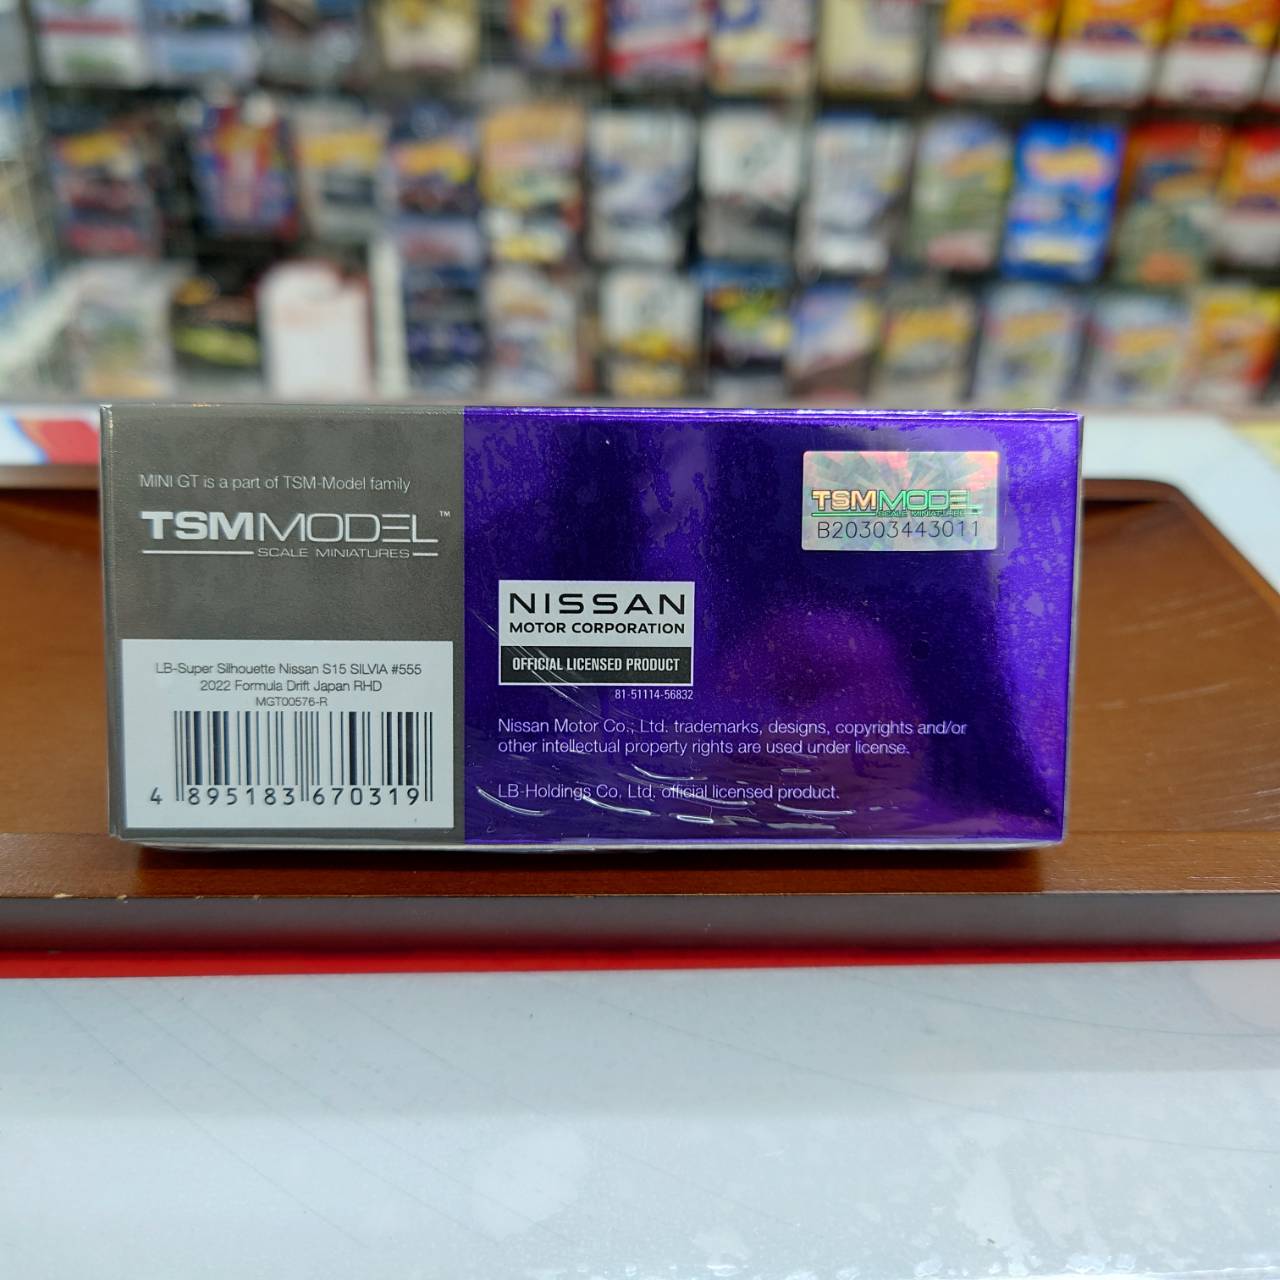 MINI GT is a part of TSM-Model family
TSMMODEL™
SCALE MINIATURES
LB-Super Silhouette Nissan S15 SILVIA #555
2022 Formula Drift Japan RHD
MGT00576-R
4 895183 670319
TSMMODEL
SCALE MINIATURES
B20303443011
NISSAN
MOTOR CORPORATION
OFFICIAL LICENSED PRODUCT
81-51114-56832
Nissan Motor Co., Ltd. trademarks, designs, copyrights and/or
other intellectual property rights are used under license.
LB-Holdings Co, Ltd. official licensed product.